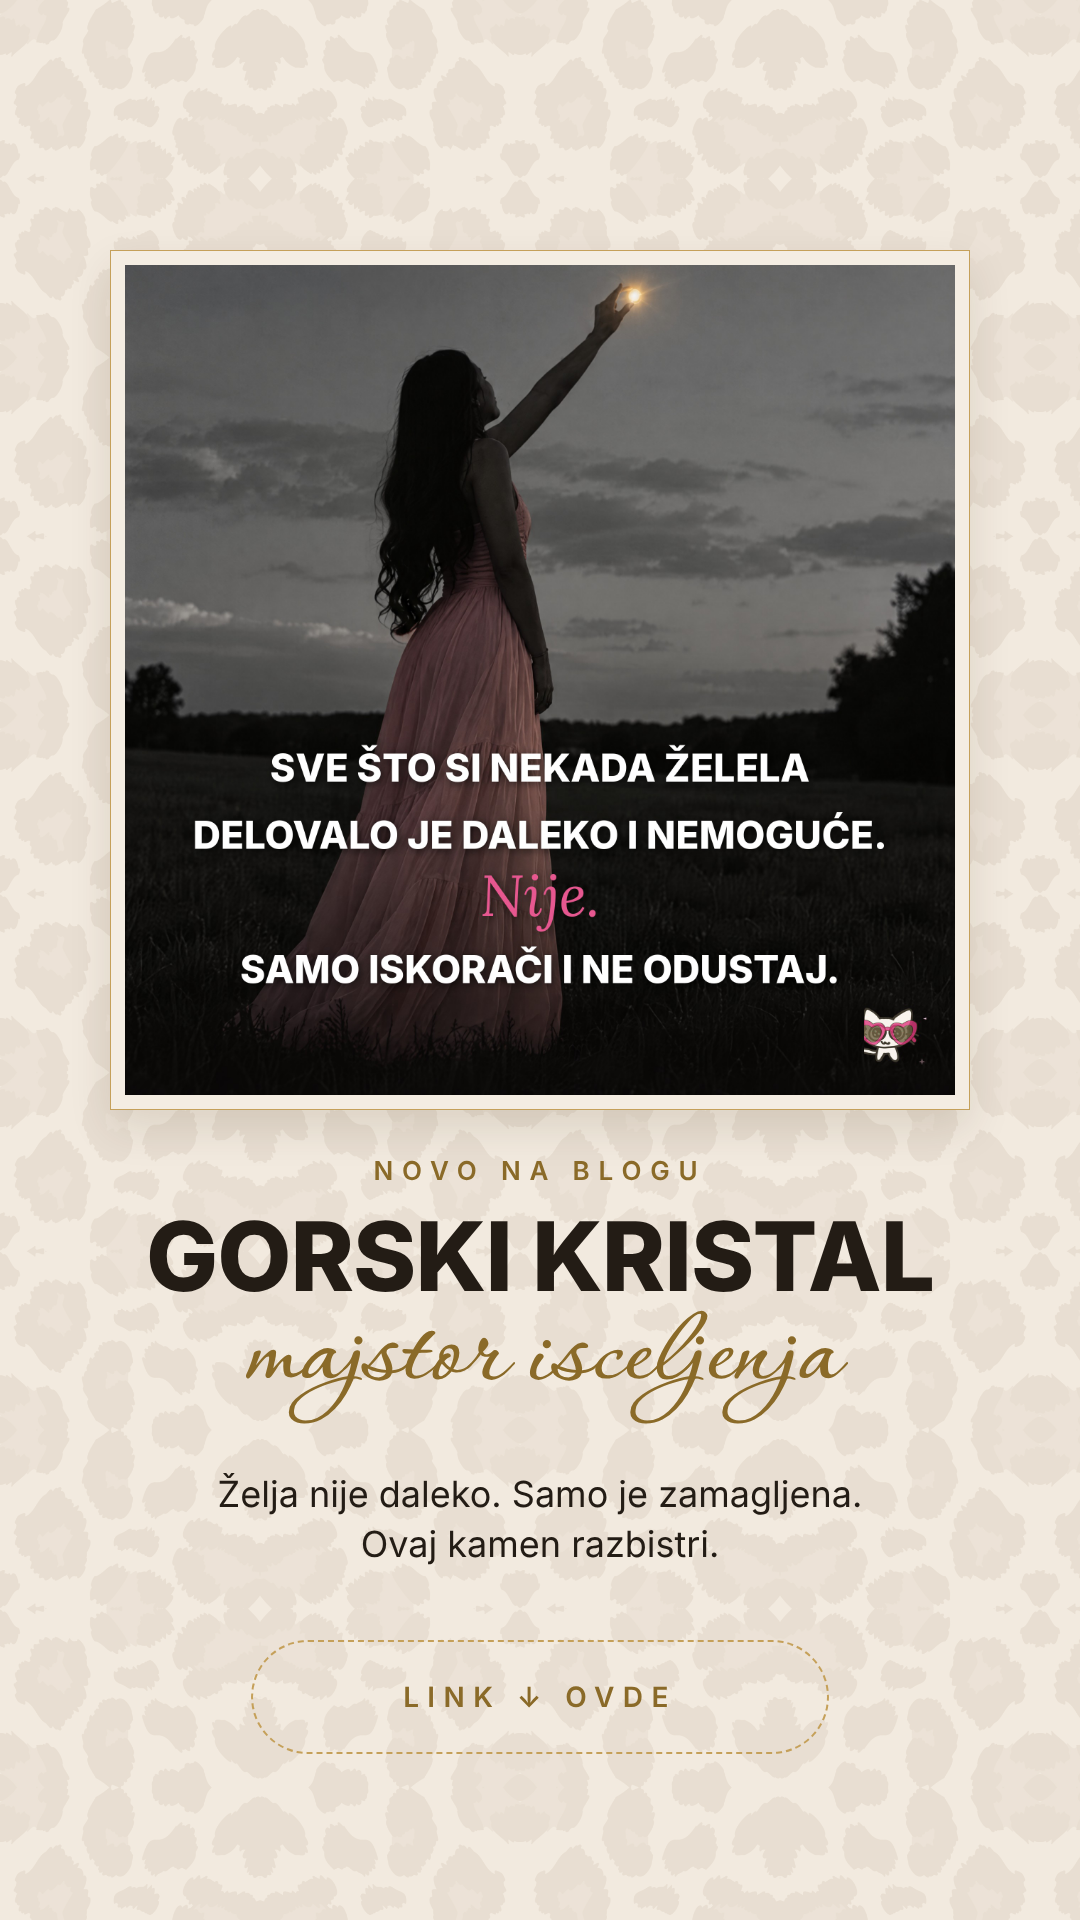 SVE ŠTO SI NEKADA ŽELELA
DELOVALO JE DALEKO I NEMOGUĆE.
Nije.
SAMO ISKORAČI I NE ODUSTAJ.
NOVO NA BLOGU
GORSKI KRISTAL
majstor isceljenja
Želja nije daleko. Samo je zamagljena.
Ovaj kamen razbistri.
LINK ↓ OVDE